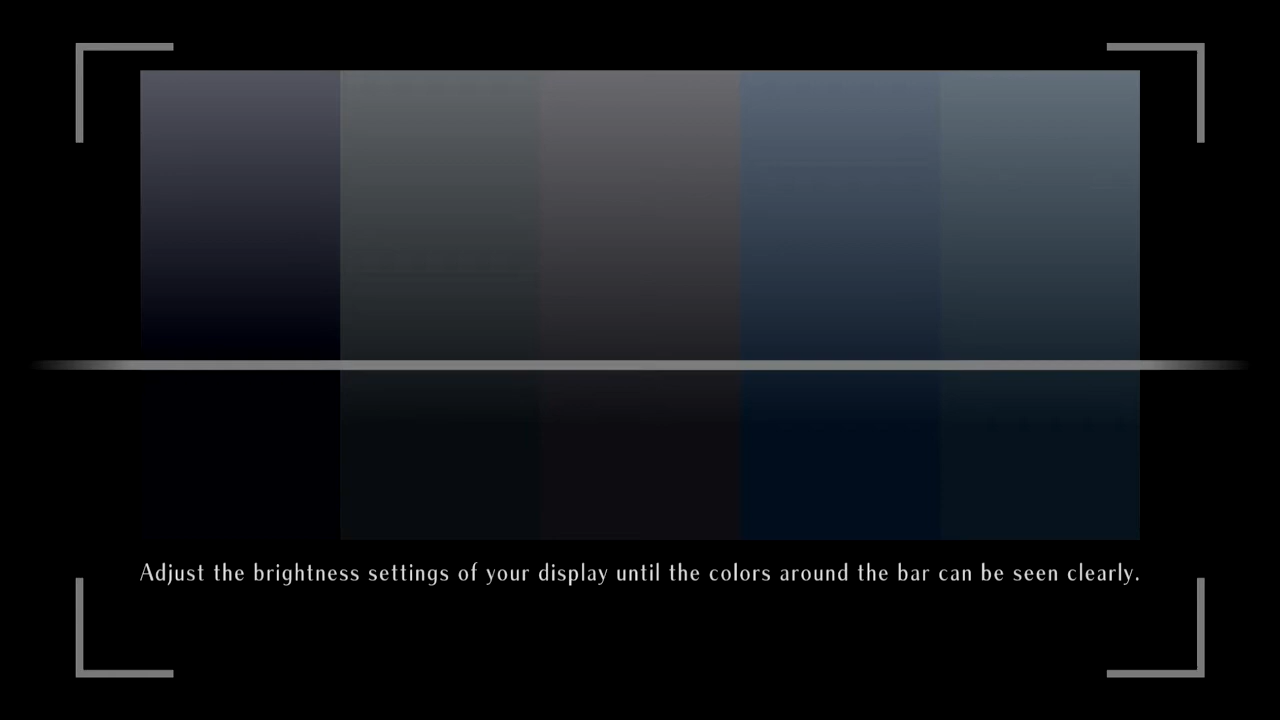 Adjust the brightness settings of your display until the colors around the bar can be seen clearly.